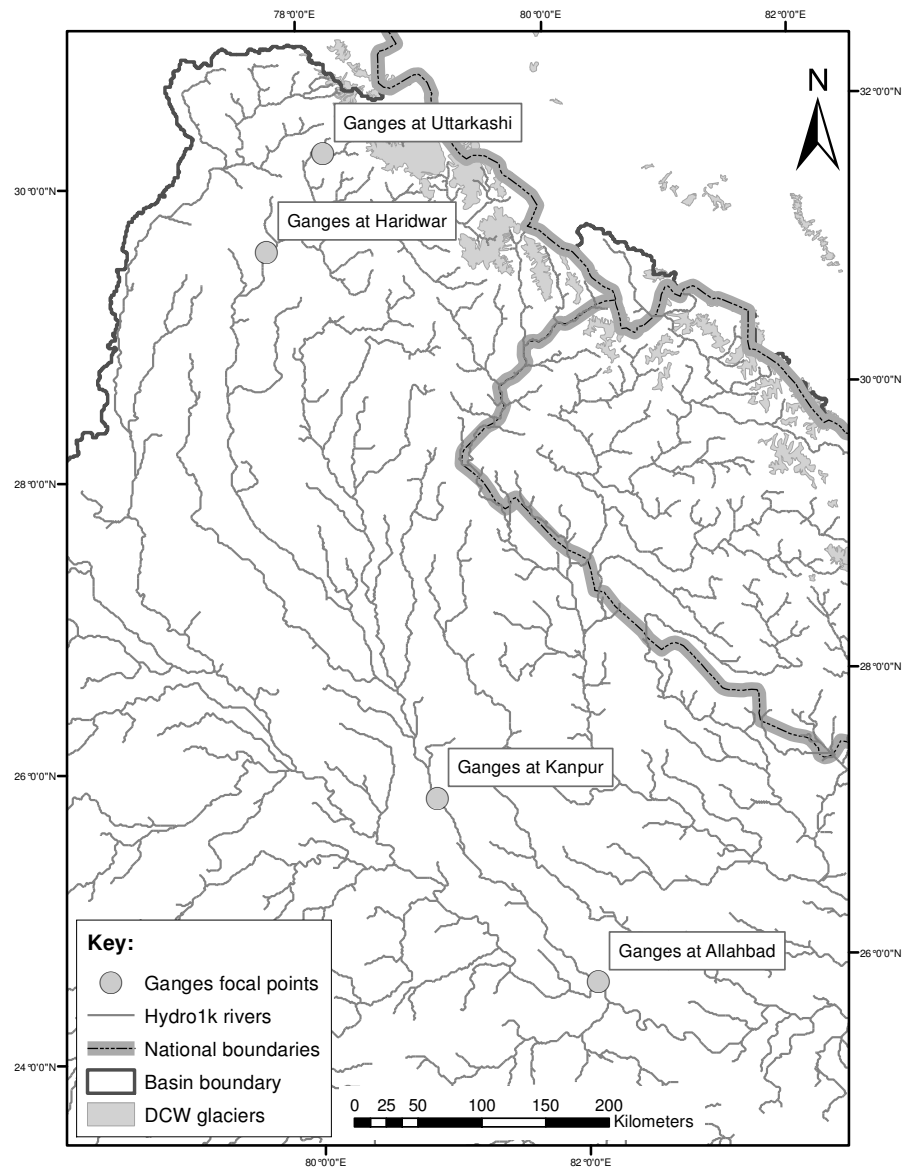 78°0'0"E
80°0'0"E
82°0'0"E
N
32°0'0"N
Ganges at Uttarkashi
30°0'0"N
Ganges at Haridwar
30°0'0"N
28°0'0"N
28°0'0"N
Ganges at Kanpur
26°0'0"N
Ganges at Allahbad
26°0'0"N
Key:
Ganges focal points
Hydro1k rivers
National boundaries
Basin boundary
DCW glaciers
24°0'0"N
0 25 50 100 150 200
Kilometers
80°0'0"E
82°0'0"E